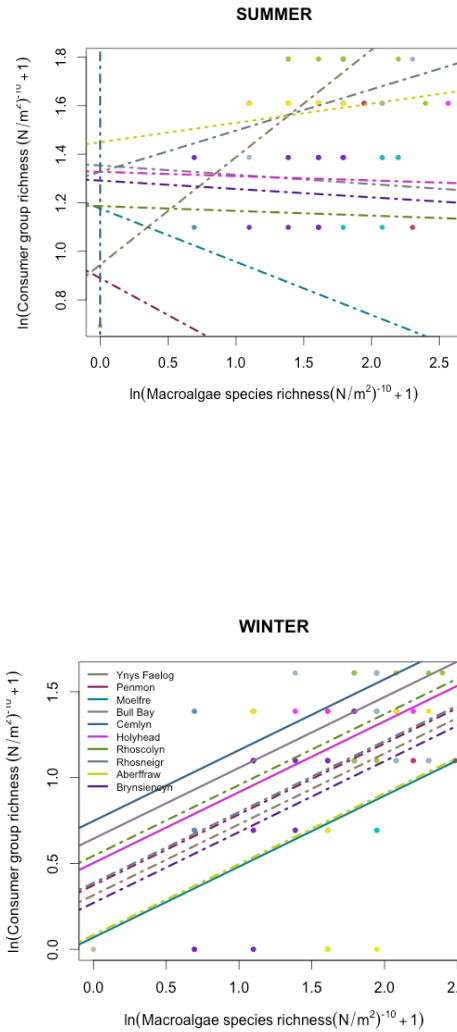 SUMMER
ln(Consumer group richness (N/m²)⁻¹⁰ + 1)
1.8
1.6
1.4
1.2
1.0
0.8
0.0 0.5 1.0 1.5 2.0 2.5
ln(Macroalgae species richness(N/m²)⁻¹⁰ + 1)
WINTER
ln(Consumer group richness (N/m²)⁻¹⁰ + 1)
1.5
1.0
0.5
0.0
Ynys Faelog
Penmon
Moelfre
Bull Bay
Cemlyn
Holyhead
Rhoscolyn
Rhosneigr
Aberffraw
Brynsiencyn
0.0 0.5 1.0 1.5 2.0 2.5
ln(Macroalgae species richness(N/m²)⁻¹⁰ + 1)